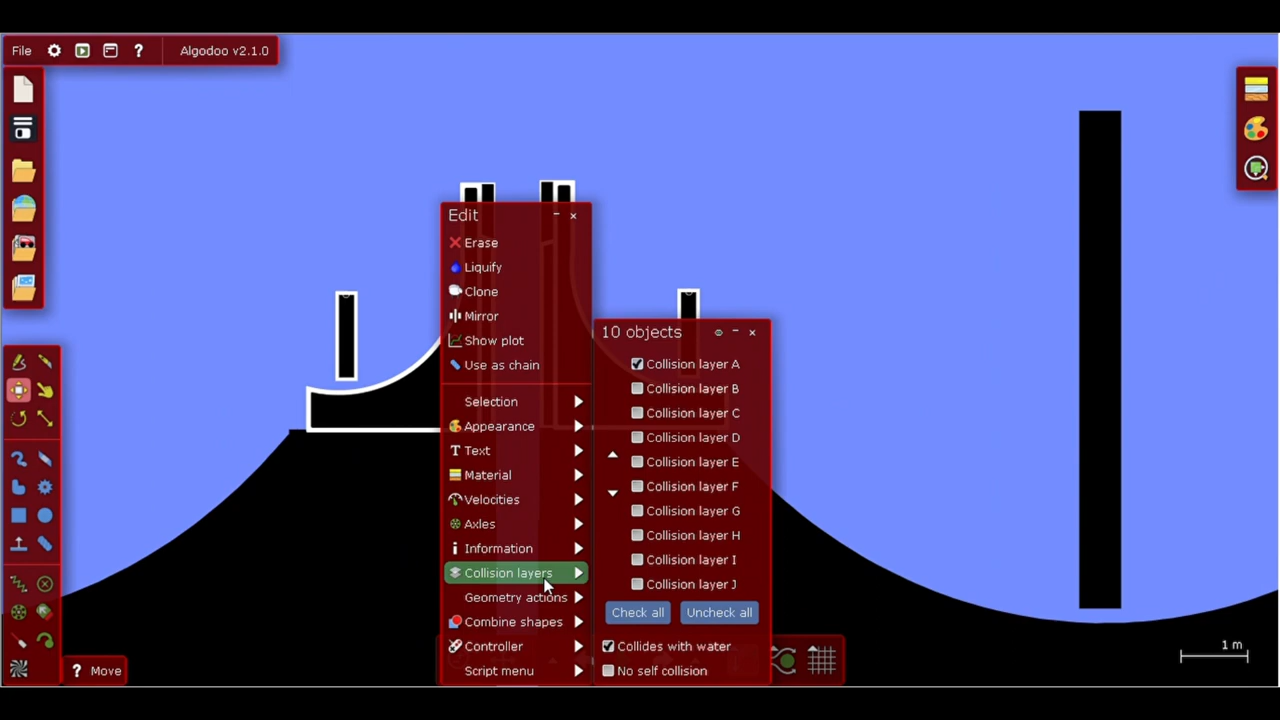 File
?
Algodoo v2.1.0
Edit
Erase
Liquify
Clone
Mirror
Show plot
Use as chain
Selection
Appearance
T Text
Material
Velocities
Axles
Information
Collision layers
Geometry actions
Combine shapes
Controller
Script menu
10 objects
Collision layer A
Collision layer B
Collision layer C
Collision layer D
Collision layer E
Collision layer F
Collision layer G
Collision layer H
Collision layer I
Collision layer J
Check all
Uncheck all
Collides with water
No self collision
1 m
? Move